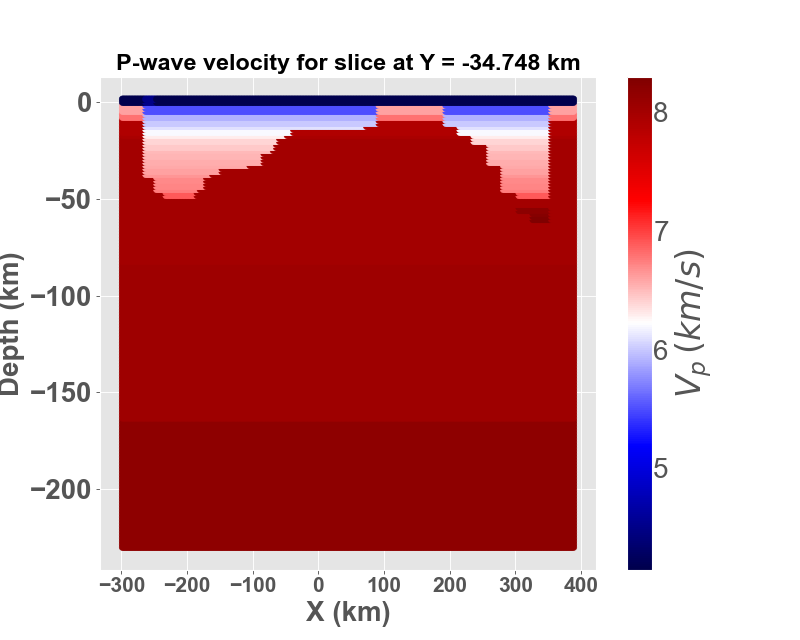 P-wave velocity for slice at Y = -34.748 km
0
−50
−100
−150
−200
Depth (km)
−300 −200 −100 0 100 200 300 400
X (km)
8
7
6
5
V_p (km/s)